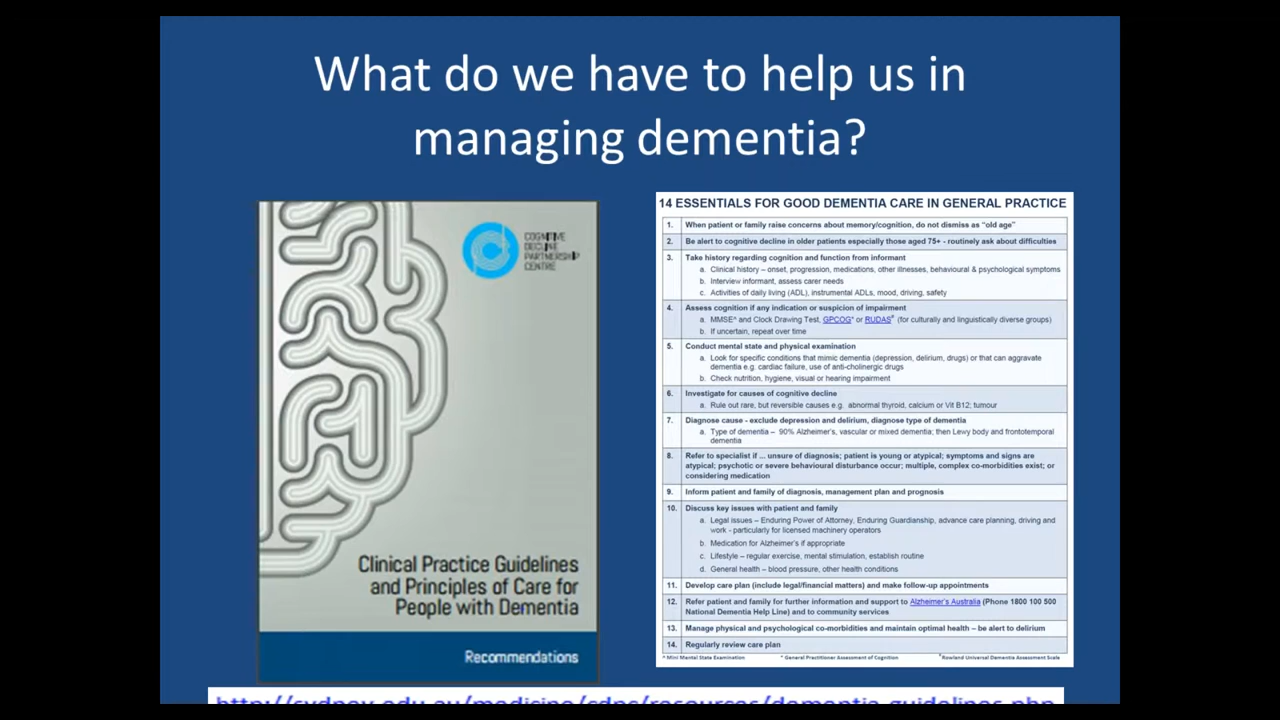 What do we have to help us in
managing dementia?
COGNITIVE
DECLINE
PARTNERSHIP
CENTRE
Clinical Practice Guidelines
and Principles of Care for
People with Dementia
Recommendations
14 ESSENTIALS FOR GOOD DEMENTIA CARE IN GENERAL PRACTICE
1. When patient or family raise concerns about memory/cognition, do not dismiss as "old age"
2. Be alert to cognitive decline in older patients especially those aged 75+ - routinely ask about difficulties
3. Take history regarding cognition and function from informant
a. Clinical history – onset, progression, medications, other illnesses, behavioural & psychological symptoms
b. Interview informant, assess carer needs
c. Activities of daily living (ADL), instrumental ADLs, mood, driving, safety
4. Assess cognition if any indication or suspicion of impairment
a. MMSE^ and Clock Drawing Test, GPCOG* or RUDAS# (for culturally and linguistically diverse groups)
b. If uncertain, repeat over time
5. Conduct mental state and physical examination
a. Look for specific conditions that mimic dementia (depression, delirium, drugs) or that can aggravate
dementia e.g. cardiac failure, use of anti-cholinergic drugs
b. Check nutrition, hygiene, visual or hearing impairment
6. Investigate for causes of cognitive decline
a. Rule out rare, but reversible causes e.g. abnormal thyroid, calcium or Vit B12; tumour
7. Diagnose cause - exclude depression and delirium, diagnose type of dementia
a. Type of dementia – 90% Alzheimer's, vascular or mixed dementia; then Lewy body and frontotemporal
dementia
8. Refer to specialist if ... unsure of diagnosis; patient is young or atypical; symptoms and signs are
atypical; psychotic or severe behavioural disturbance occur; multiple, complex co-morbidities exist; or
considering medication
9. Inform patient and family of diagnosis, management plan and prognosis
10. Discuss key issues with patient and family
a. Legal issues – Enduring Power of Attorney, Enduring Guardianship, advance care planning, driving and
work - particularly for licensed machinery operators
b. Medication for Alzheimer's if appropriate
c. Lifestyle – regular exercise, mental stimulation, establish routine
d. General health – blood pressure, other health conditions
11. Develop care plan (include legal/financial matters) and make follow-up appointments
12. Refer patient and family for further information and support to Alzheimer's Australia (Phone 1800 100 500
National Dementia Help Line) and to community services
13. Manage physical and psychological co-morbidities and maintain optimal health – be alert to delirium
14. Regularly review care plan
^ Mini Mental State Examination * General Practitioner Assessment of Cognition # Rowland Universal Dementia Assessment Scale
http://sydney.edu.au/medicine/cdpc/resources/dementia-guidelines.php